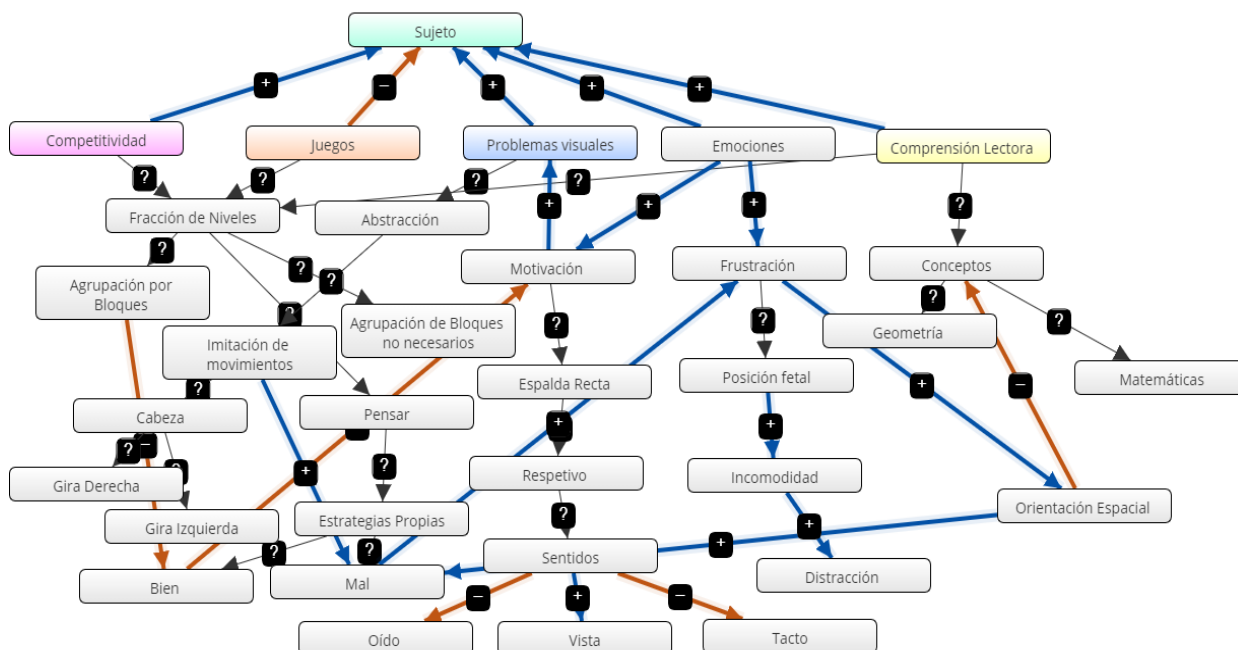 Sujeto
+
−
+
+
+
Competitividad
Juegos
Problemas visuales
Emociones
Comprensión Lectora
?
?
?
?
+
+
+
?
Fracción de Niveles
Abstracción
?
?
?
?
Motivación
Frustración
Conceptos
Agrupación por
Bloques
Agrupación de Bloques
no necesarios
Imitación de
movimientos
?
?
?
?
Geometría
Espalda Recta
Posición fetal
Matemáticas
+
−
?
Cabeza
Pensar
?
−
?
+
?
+
+
Gira Derecha
Respetivo
Incomodidad
Orientación Espacial
Gira Izquierda
Estrategias Propias
?
+
+
?
?
Sentidos
Bien
Mal
Distracción
−
+
−
Oído
Vista
Tacto